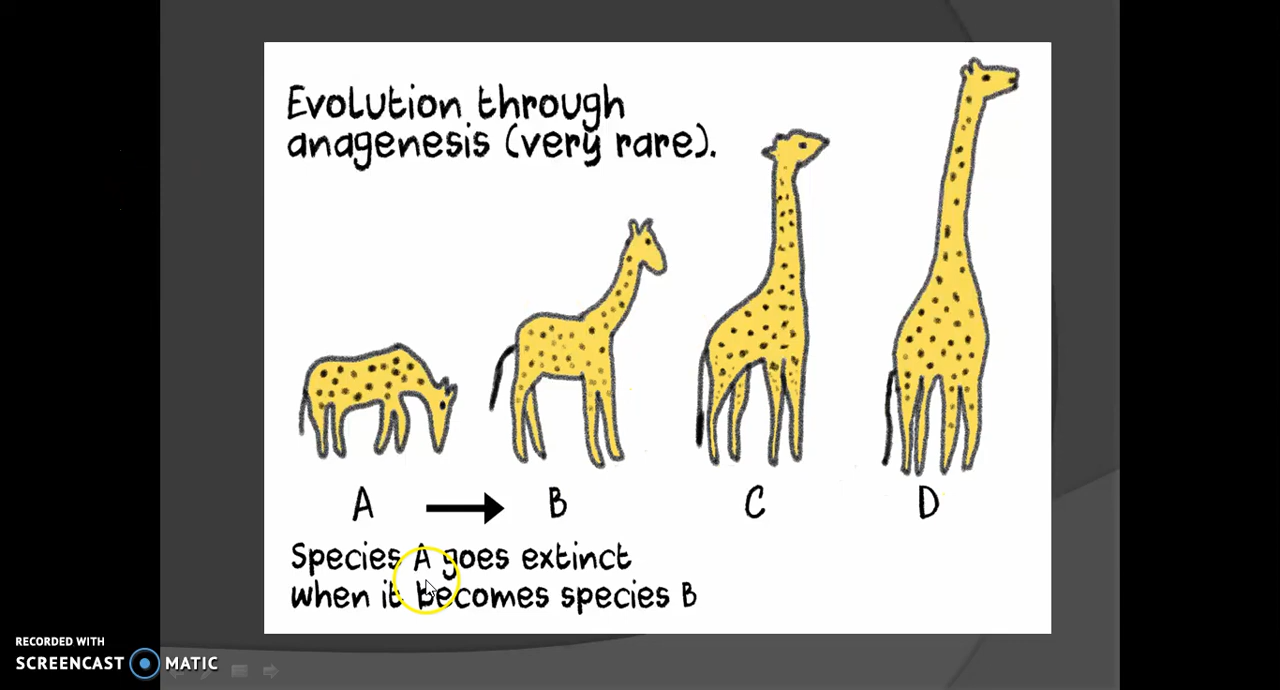 Evolution through
anagenesis (very rare).
A B C D
Species A goes extinct
when it becomes species B
RECORDED WITH
SCREENCAST MATIC